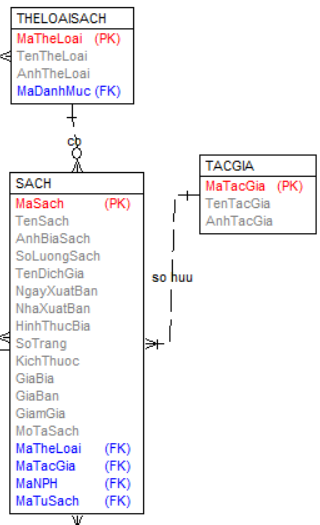 THELOAISACH
MaTheLoai (PK)
TenTheLoai
AnhTheLoai
MaDanhMuc (FK)
co
SACH
MaSach (PK)
TenSach
AnhBiaSach
SoLuongSach
TenDichGia
NgayXuatBan
NhaXuatBan
HinhThucBia
SoTrang
KichThuoc
GiaBia
GiaBan
GiamGia
MoTaSach
MaTheLoai (FK)
MaTacGia (FK)
MaNPH (FK)
MaTuSach (FK)
TACGIA
MaTacGia (PK)
TenTacGia
AnhTacGia
so huu